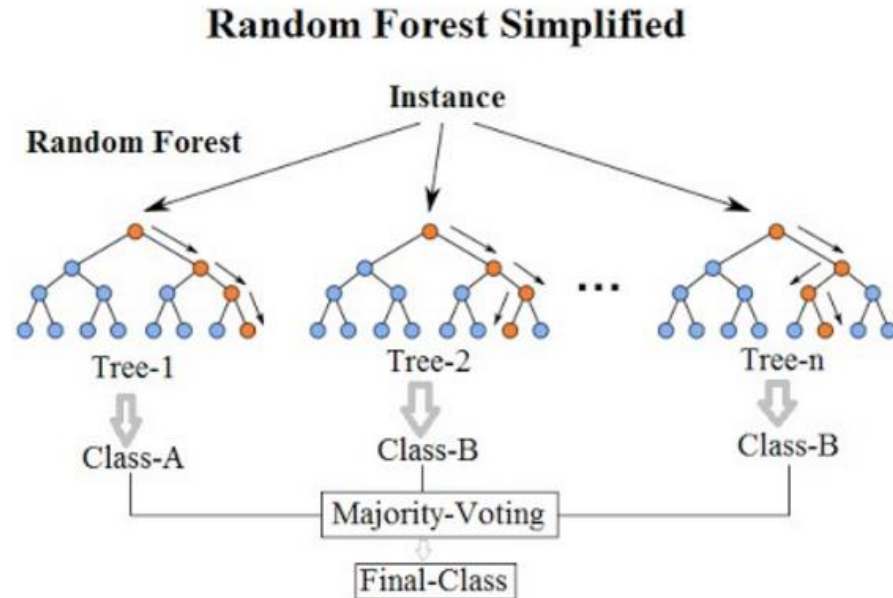 Random Forest Simplified
Instance
Random Forest
...
Tree-1
Tree-2
Tree-n
Class-A
Class-B
Class-B
Majority-Voting
Final-Class